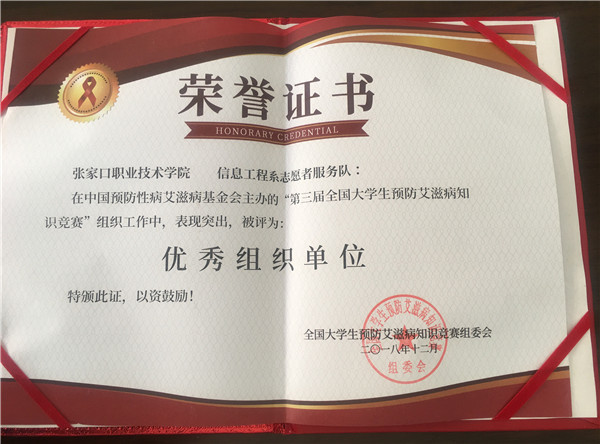 荣誉证书
HONORARY CREDENTIAL
张家口职业技术学院 信息工程系志愿者服务队：
在中国预防性病艾滋病基金会主办的“第三届全国大学生预防艾滋病知
识竞赛”组织工作中，表现突出，被评为：
优秀组织单位
特颁此证，以资鼓励！
全国大学生预防艾滋病知识竞赛组委会
二〇一八年十二月
组委会